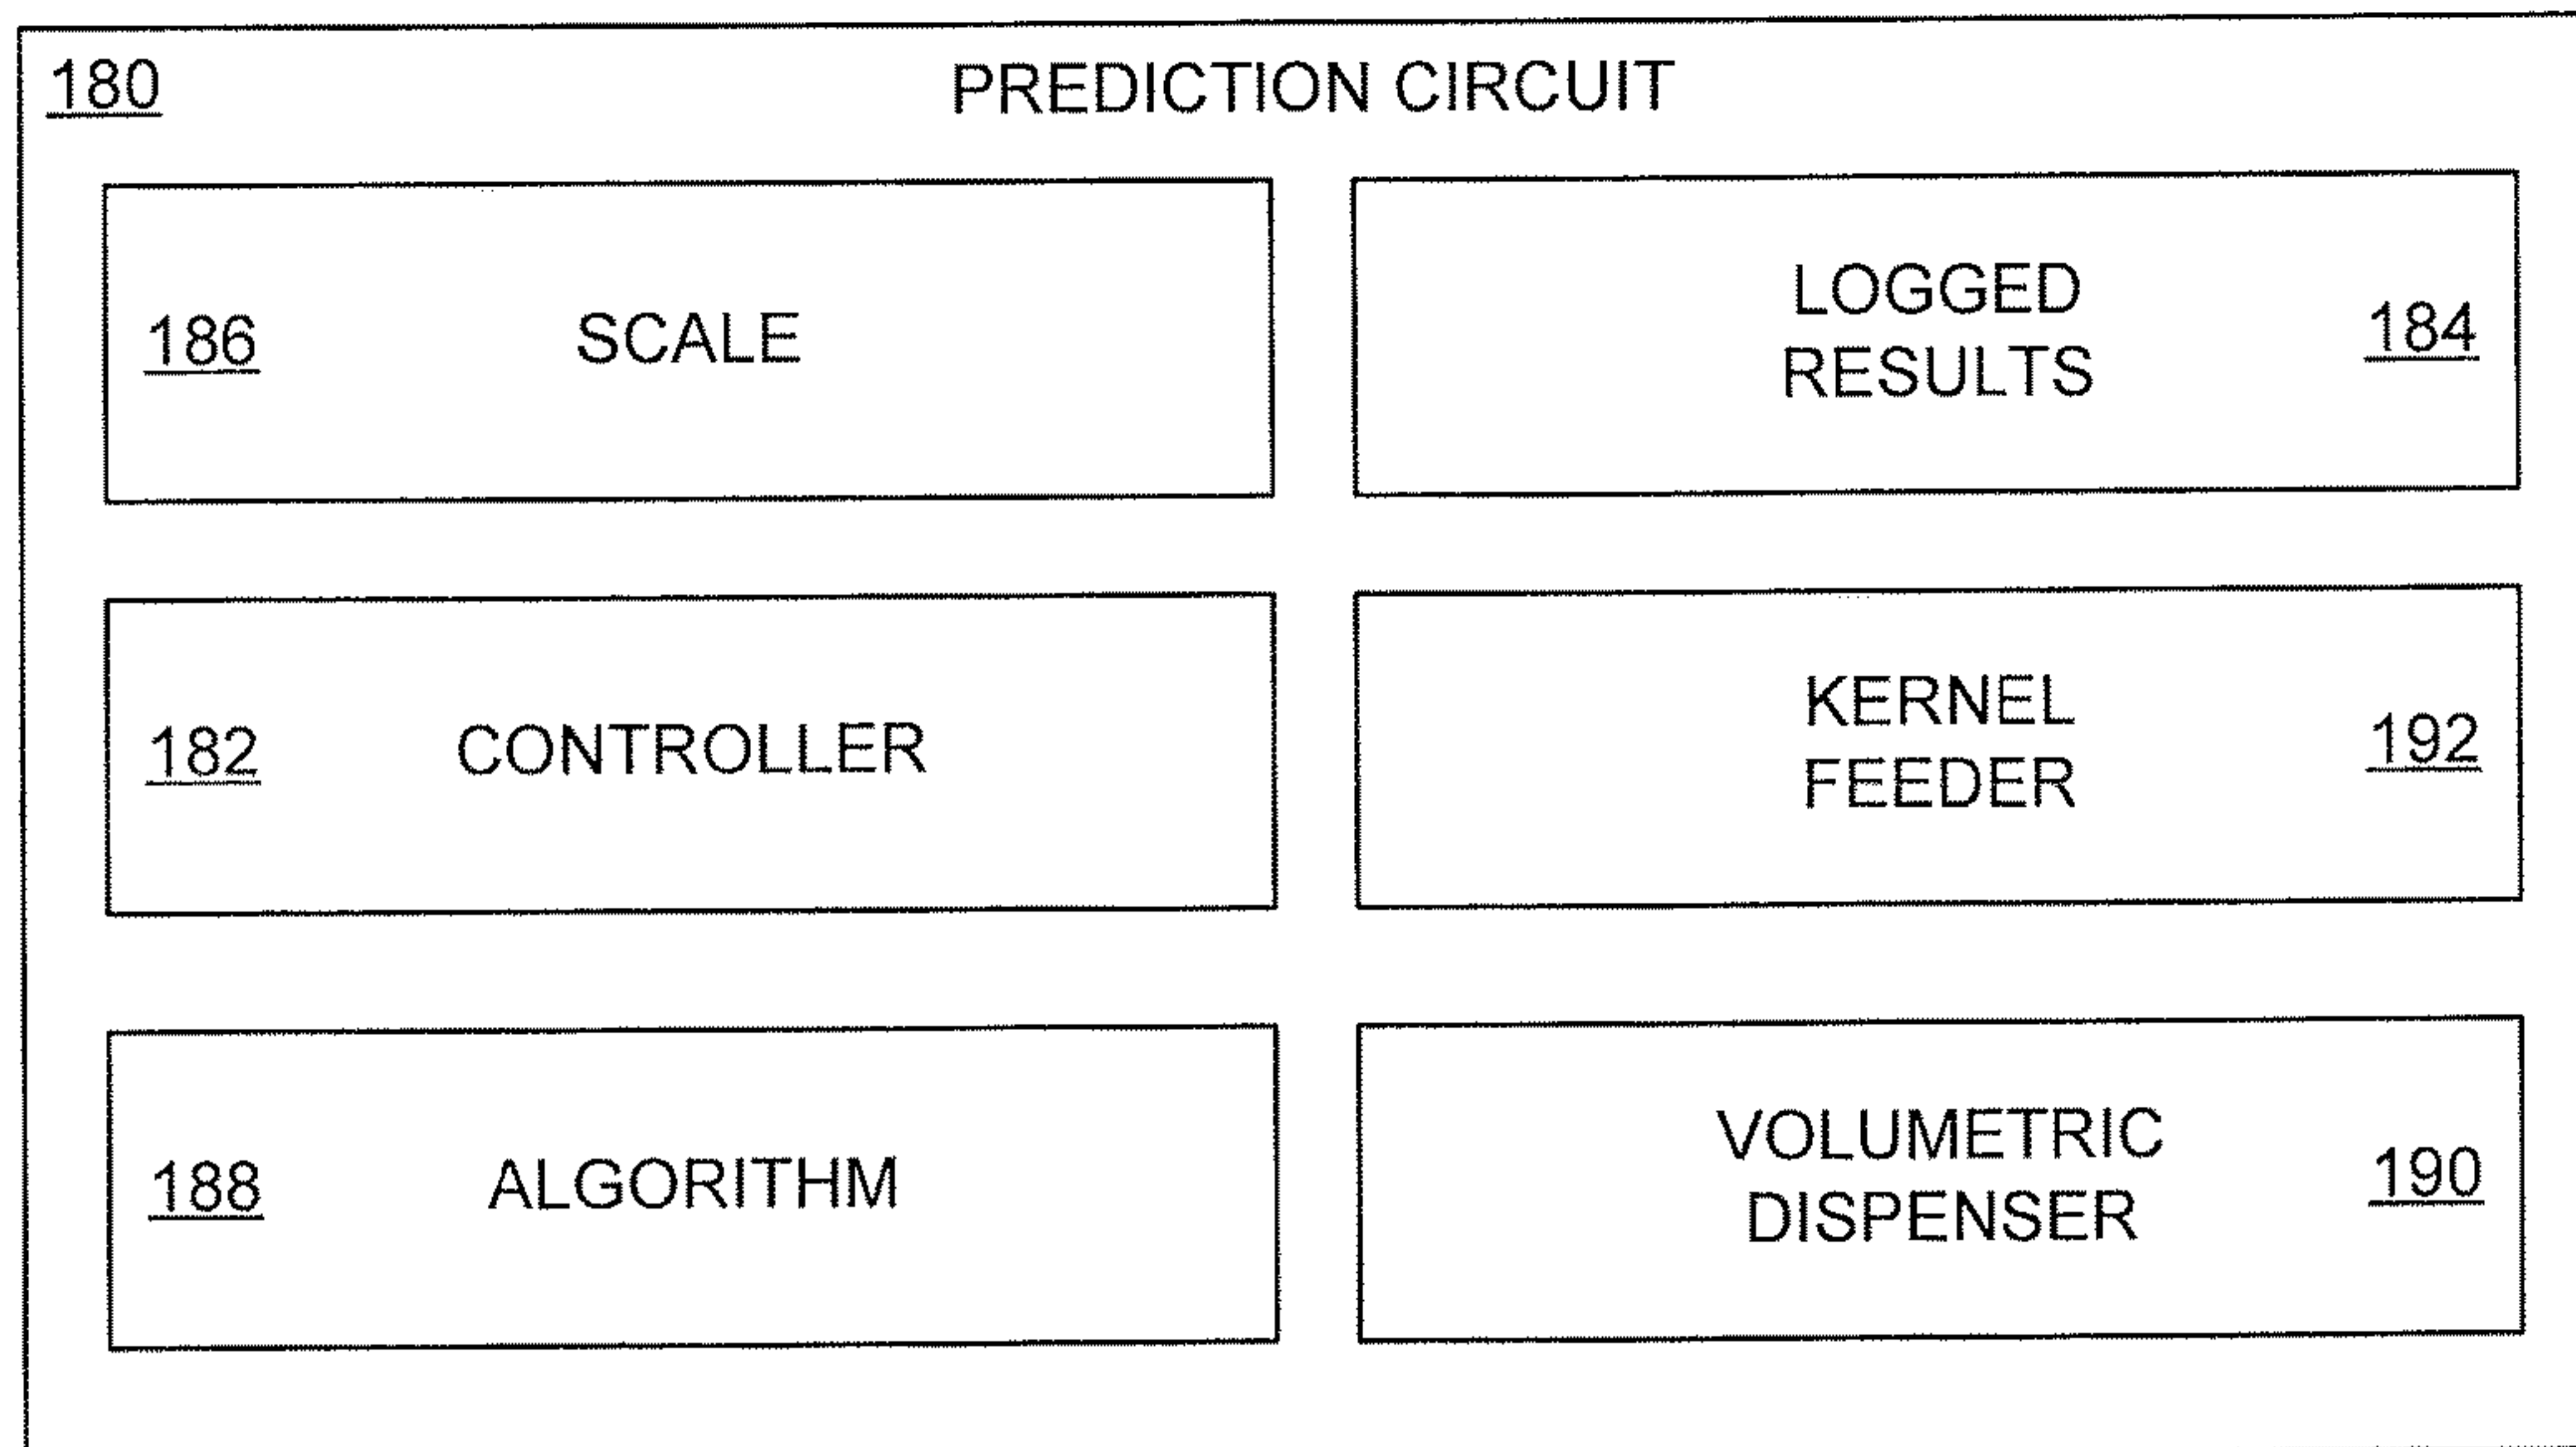 180 PREDICTION CIRCUIT
186 SCALE
LOGGED
RESULTS
184
182 CONTROLLER
KERNEL
FEEDER
192
188 ALGORITHM
VOLUMETRIC
DISPENSER
190